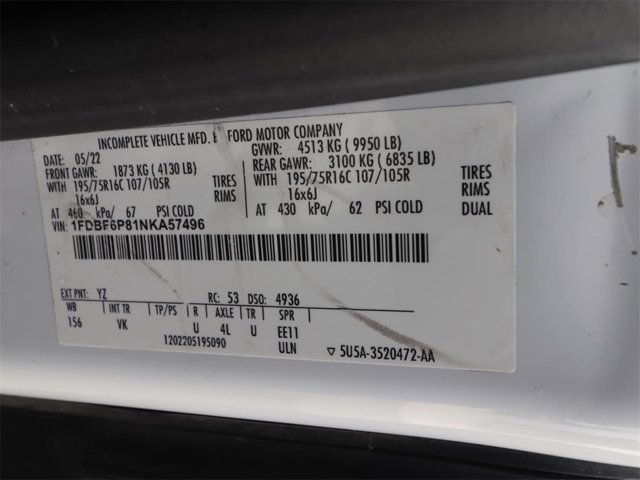 INCOMPLETE VEHICLE MFD. FORD MOTOR COMPANY
DATE: 05/22 GVWR: 4513 KG ( 9950 LB)
FRONT GAWR: 1873 KG ( 4130 LB) REAR GAWR: 3100 KG ( 6835 LB)
WITH 195/75R16C 107/105R TIRES WITH 195/75R16C 107/105R TIRES
16x6J RIMS 16x6J RIMS
AT 460 kPa/ 67 PSI COLD AT 430 kPa/ 62 PSI COLD DUAL
VIN: 1FDBF6P81NKA57496
EXT PNT: YZ RC: 53 DSO: 4936
WB INT TR TP/PS R AXLE TR SPR
156 VK U 4L U EE11
1202205195090 ULN ▽ 5U5A-3520472-AA